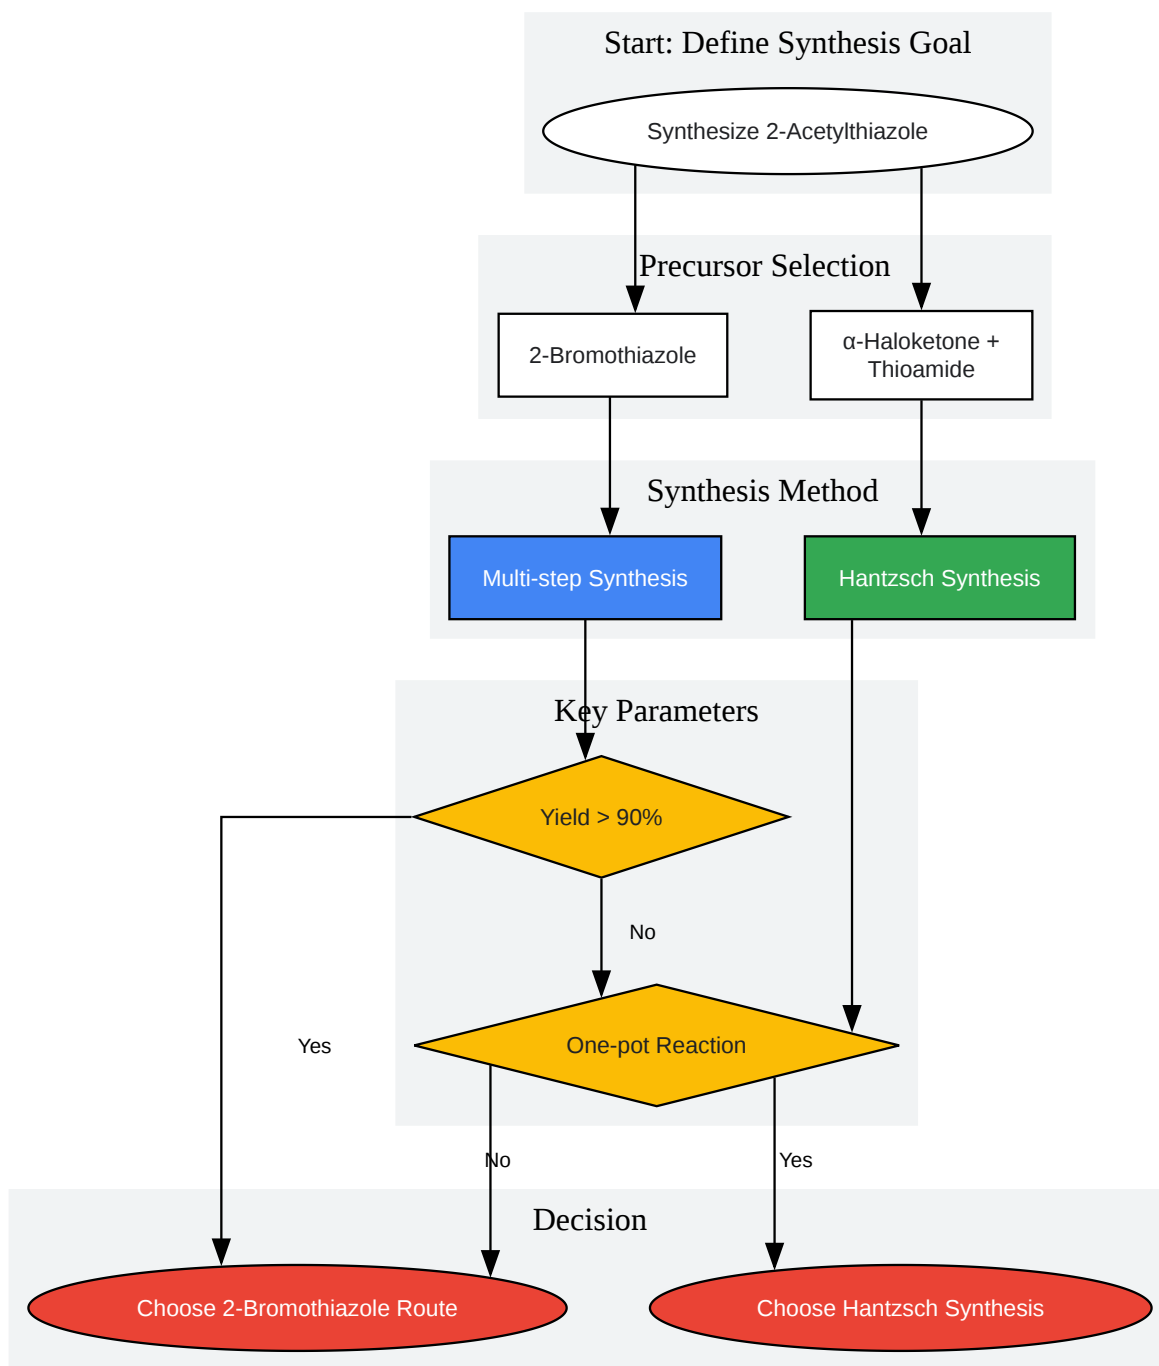 Start: Define Synthesis Goal
Synthesize 2-Acetylthiazole
Precursor Selection
2-Bromothiazole
α-Haloketone +
Thioamide
Synthesis Method
Multi-step Synthesis
Hantzsch Synthesis
Key Parameters
Yield > 90%
No
One-pot Reaction
Yes
No
Yes
Decision
Choose 2-Bromothiazole Route
Choose Hantzsch Synthesis